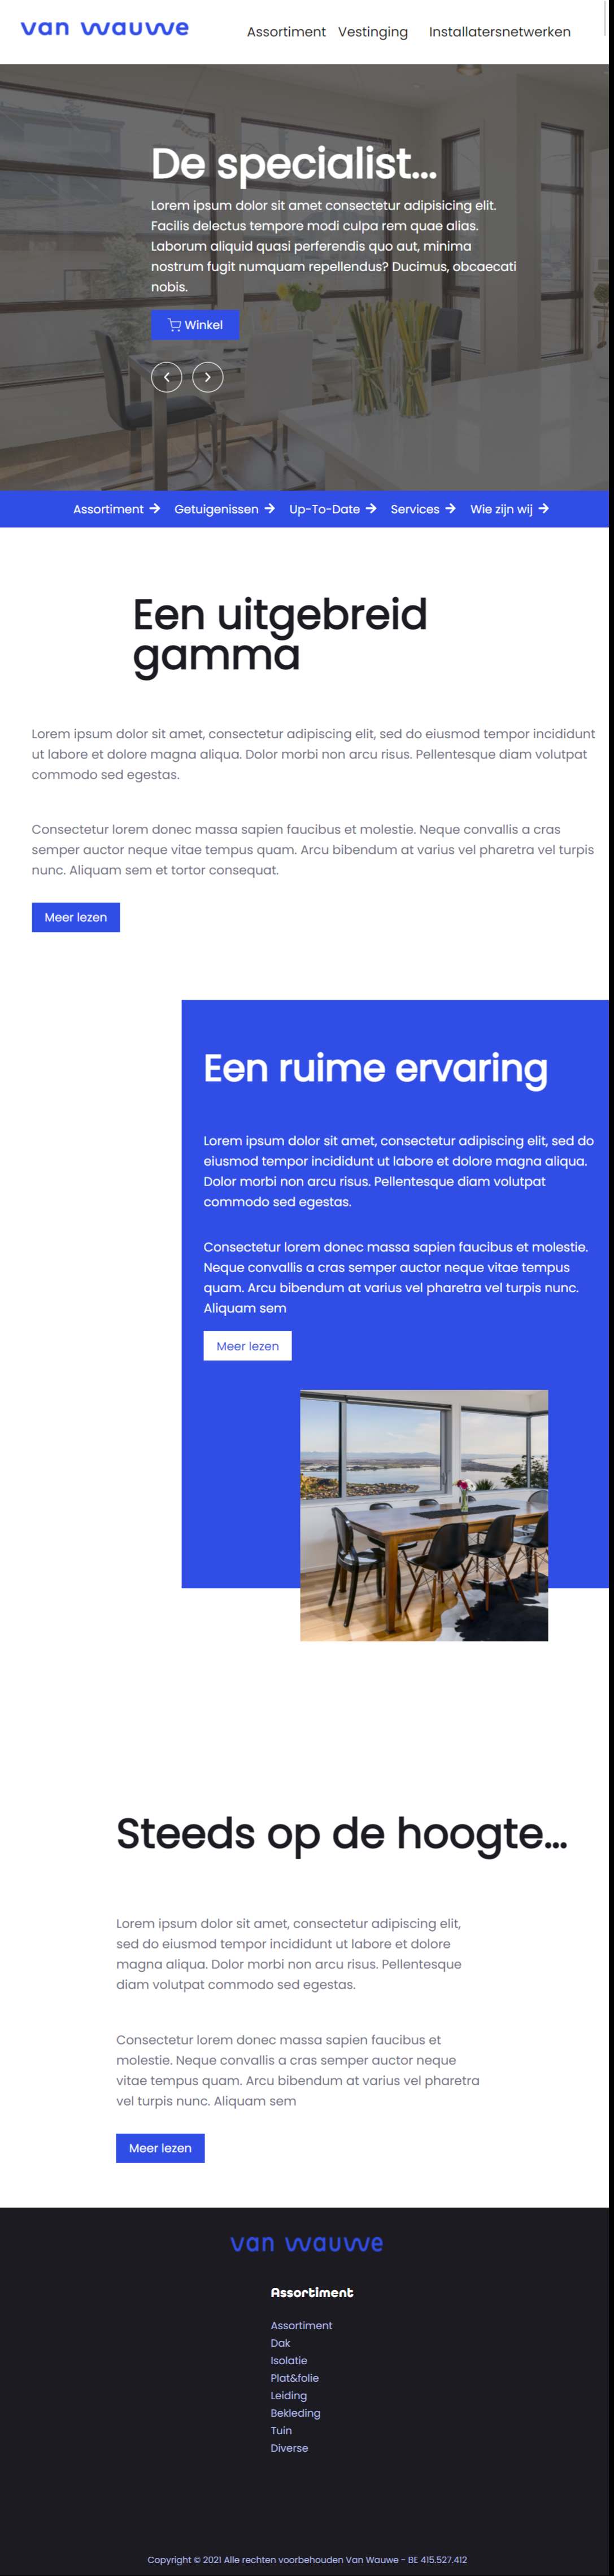 van wauwe
Assortiment Vestinging Installatersnetwerken
De specialist...
Lorem ipsum dolor sit amet consectetur adipisicing elit.
Facilis delectus tempore modi culpa rem quae alias.
Laborum aliquid quasi perferendis quo aut, minima
nostrum fugit numquam repellendus? Ducimus, obcaecati
nobis.
Winkel
Assortiment → Getuigenissen → Up-To-Date → Services → Wie zijn wij →
Een uitgebreid
gamma
Lorem ipsum dolor sit amet, consectetur adipiscing elit, sed do eiusmod tempor incididunt
ut labore et dolore magna aliqua. Dolor morbi non arcu risus. Pellentesque diam volutpat
commodo sed egestas.
Consectetur lorem donec massa sapien faucibus et molestie. Neque convallis a cras
semper auctor neque vitae tempus quam. Arcu bibendum at varius vel pharetra vel turpis
nunc. Aliquam sem et tortor consequat.
Meer lezen
Een ruime ervaring
Lorem ipsum dolor sit amet, consectetur adipiscing elit, sed do
eiusmod tempor incididunt ut labore et dolore magna aliqua.
Dolor morbi non arcu risus. Pellentesque diam volutpat
commodo sed egestas.
Consectetur lorem donec massa sapien faucibus et molestie.
Neque convallis a cras semper auctor neque vitae tempus
quam. Arcu bibendum at varius vel pharetra vel turpis nunc.
Aliquam sem
Meer lezen
Steeds op de hoogte...
Lorem ipsum dolor sit amet, consectetur adipiscing elit,
sed do eiusmod tempor incididunt ut labore et dolore
magna aliqua. Dolor morbi non arcu risus. Pellentesque
diam volutpat commodo sed egestas.
Consectetur lorem donec massa sapien faucibus et
molestie. Neque convallis a cras semper auctor neque
vitae tempus quam. Arcu bibendum at varius vel pharetra
vel turpis nunc. Aliquam sem
Meer lezen
van wauwe
Assortiment
Assortiment
Dak
Isolatie
Plat&folie
Leiding
Bekleding
Tuin
Diverse
Copyright © 2021 Alle rechten voorbehouden Van Wauwe - BE 415.527.412